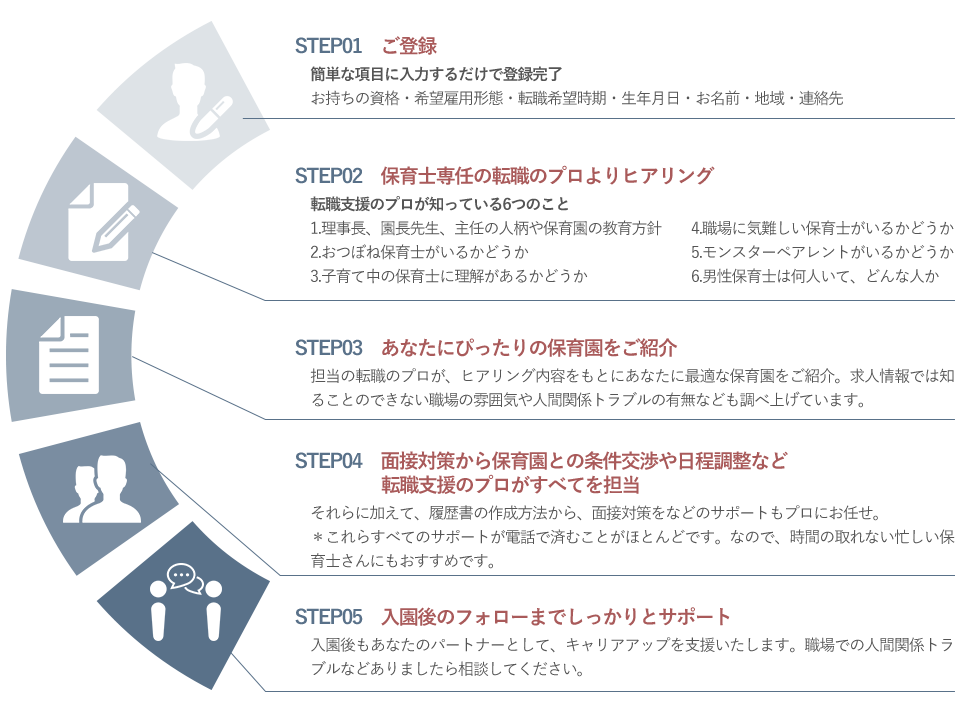 STEP01 ご登録
簡単な項目に入力するだけで登録完了
お持ちの資格・希望雇用形態・転職希望時期・生年月日・お名前・地域・連絡先
STEP02 保育士専任の転職のプロよりヒアリング
転職支援のプロが知っている6つのこと
1.理事長、園長先生、主任の人柄や保育園の教育方針
2.おつぼね保育士がいるかどうか
3.子育て中の保育士に理解があるかどうか
4.職場に気難しい保育士がいるかどうか
5.モンスターペアレントがいるかどうか
6.男性保育士は何人いて、どんな人か
STEP03 あなたにぴったりの保育園をご紹介
担当の転職のプロが、ヒアリング内容をもとにあなたに最適な保育園をご紹介。求人情報では知
ることのできない職場の雰囲気や人間関係トラブルの有無なども調べ上げています。
STEP04 面接対策から保育園との条件交渉や日程調整など
転職支援のプロがすべてを担当
それらに加えて、履歴書の作成方法から、面接対策をなどのサポートもプロにお任せ。
＊これらすべてのサポートが電話で済むことがほとんどです。なので、時間の取れない忙しい保
育士さんにもおすすめです。
STEP05 入園後のフォローまでしっかりとサポート
入園後もあなたのパートナーとして、キャリアアップを支援いたします。職場での人間関係トラ
ブルなどありましたら相談してください。